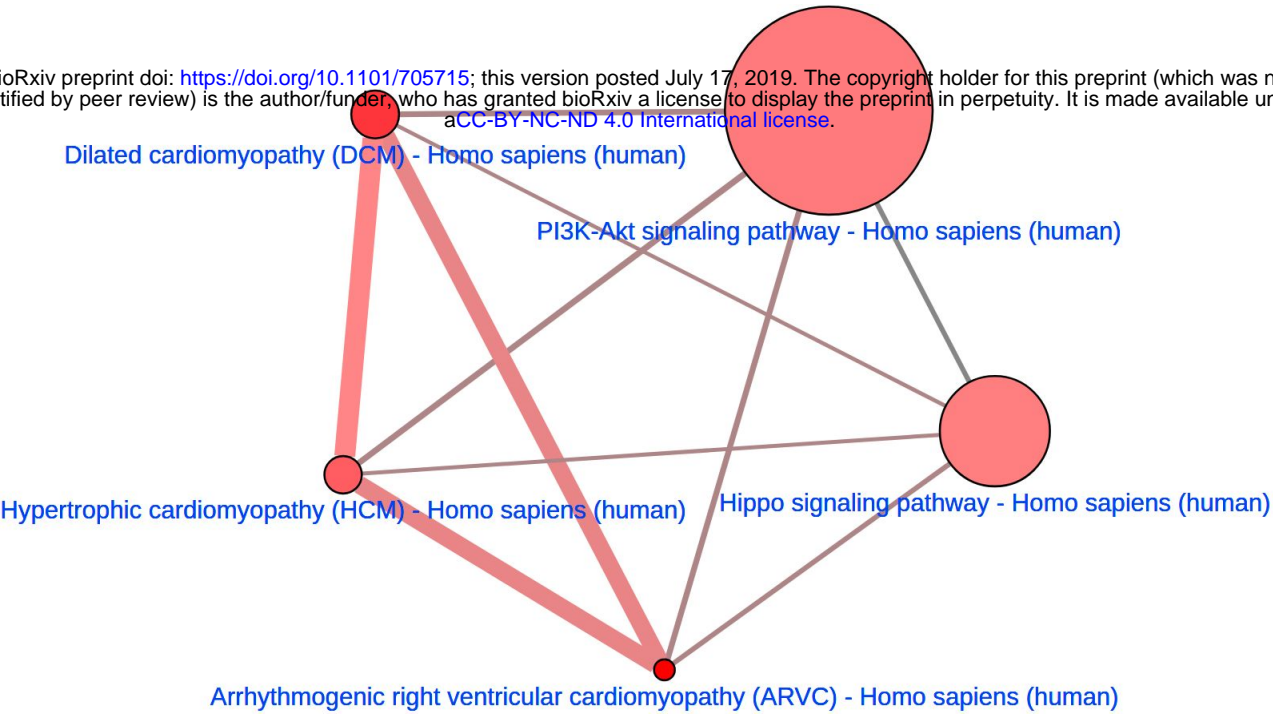 ioRxiv preprint doi: https://doi.org/10.1101/705715; this version posted July 17, 2019. The copyright holder for this preprint (which was n
tified by peer review) is the author/funder, who has granted bioRxiv a license to display the preprint in perpetuity. It is made available
aCC-BY-NC-ND 4.0 International license.
Dilated cardiomyopathy (DCM) - Homo sapiens (human)
PI3K-Akt signaling pathway - Homo sapiens (human)
Hypertrophic cardiomyopathy (HCM) - Homo sapiens (human)
Hippo signaling pathway - Homo sapiens (human)
Arrhythmogenic right ventricular cardiomyopathy (ARVC) - Homo sapiens (human)